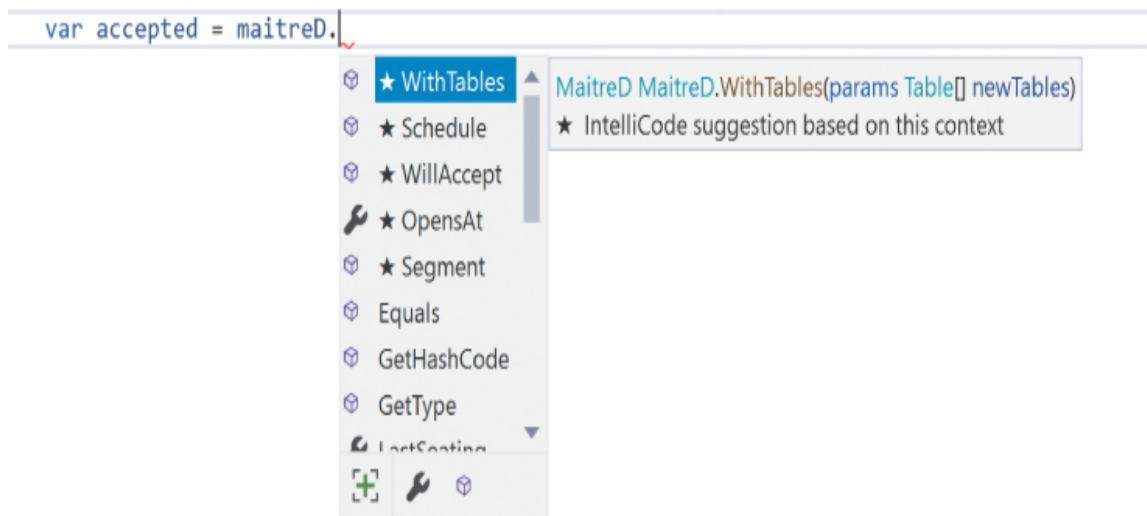 var accepted = maitreD.
★ WithTables
MaitreD MaitreD.WithTables(params Table[] newTables)
★ IntelliCode suggestion based on this context
★ Schedule
★ WillAccept
★ OpensAt
★ Segment
Equals
GetHashCode
GetType
LastSeating